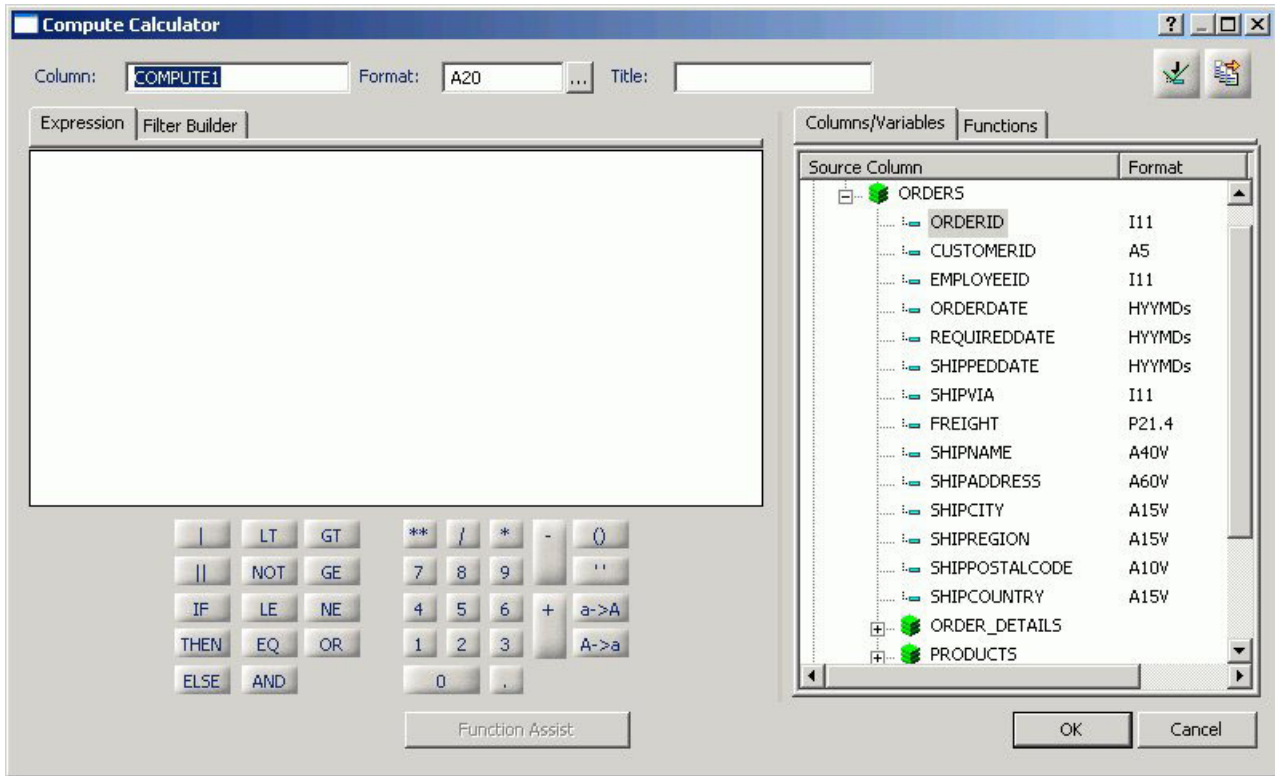 Compute Calculator
?
Column: COMPUTE1 Format: A20 ... Title:
Expression Filter Builder
Columns/Variables Functions
Source Column Format
ORDERS
ORDERID I11
CUSTOMERID A5
EMPLOYEEID I11
ORDERDATE HYYMDs
REQUIREDDATE HYYMDs
SHIPPEDDATE HYYMDs
SHIPVIA I11
FREIGHT P21.4
SHIPNAME A40V
SHIPADDRESS A60V
SHIPCITY A15V
SHIPREGION A15V
SHIPPOSTALCODE A10V
SHIPCOUNTRY A15V
ORDER_DETAILS
PRODUCTS
| LT GT ** / * - ()
|| NOT GE 7 8 9 ' '
IF LE NE 4 5 6 + a->A
THEN EQ OR 1 2 3 A->a
ELSE AND 0 .
Function Assist
OK Cancel